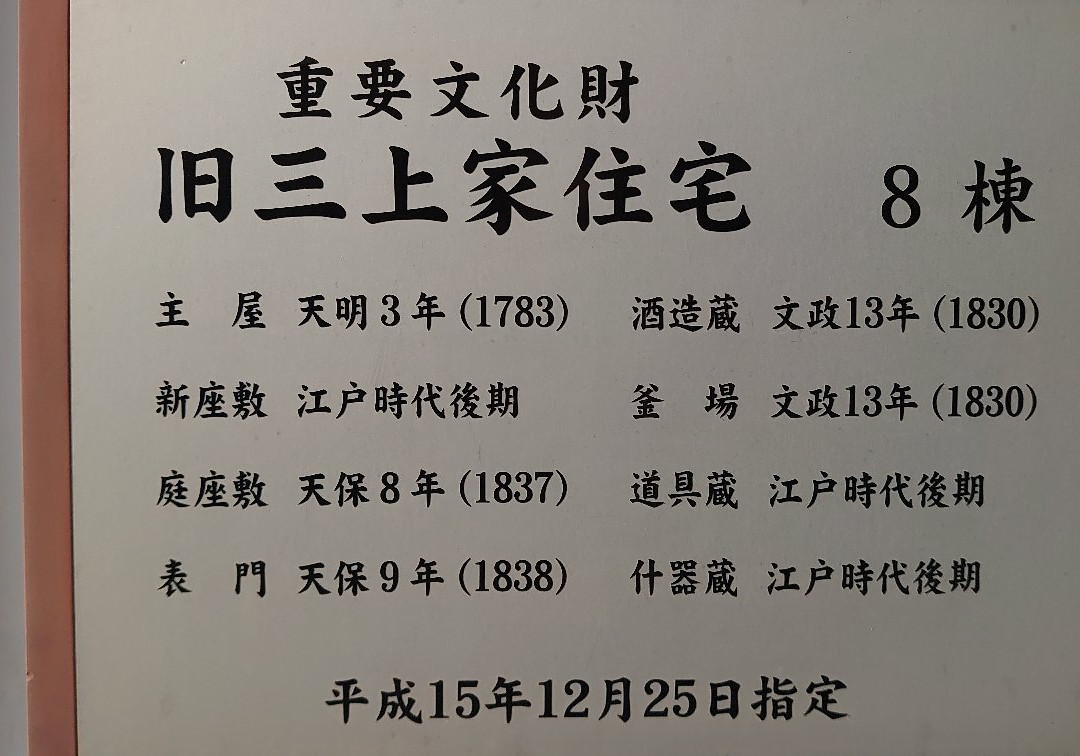 重要文化財
旧三上家住宅 8棟
主 屋 天明3年(1783) 酒造蔵 文政13年(1830)
新座敷 江戸時代後期 釜 場 文政13年(1830)
庭座敷 天保8年(1837) 道具蔵 江戸時代後期
表 門 天保9年(1838) 什器蔵 江戸時代後期
平成15年12月25日指定